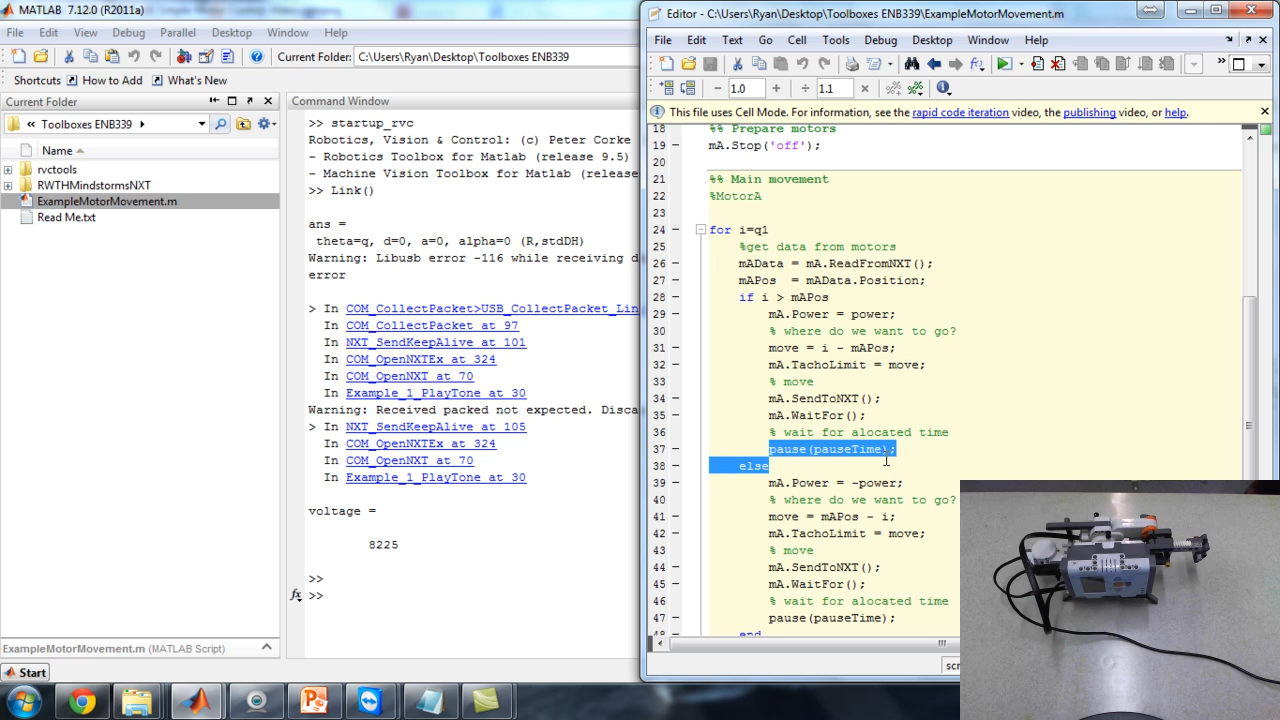 MATLAB 7.12.0 (R2011a)
File Edit View Debug Parallel Desktop Window Help
Current Folder: C:\Users\Ryan\Desktop\Toolboxes ENB339
Shortcuts How to Add What's New
Current Folder
« Toolboxes ENB339
Name
rvctools
RWTHMindstormsNXT
ExampleMotorMovement.m
Read Me.txt
ExampleMotorMovement.m (MATLAB Script)
Start
Command Window
>> startup_rvc
Robotics, Vision & Control: (c) Peter Corke
- Robotics Toolbox for Matlab (release 9.5)
- Machine Vision Toolbox for Matlab (release
>> Link()
ans =
theta=q, d=0, a=0, alpha=0 (R,stdDH)
Warning: Libusb error -116 while receiving d
error
> In COM_CollectPacket>USB_CollectPacket_Lin
In COM_CollectPacket at 97
In NXT_SendKeepAlive at 101
In COM_OpenNXTEx at 324
In COM_OpenNXT at 70
In Example_1_PlayTone at 30
Warning: Received packed not expected. Disca
> In NXT_SendKeepAlive at 105
In COM_OpenNXTEx at 324
In COM_OpenNXT at 70
In Example_1_PlayTone at 30
voltage =
8225
>>
fx >>
Editor - C:\Users\Ryan\Desktop\Toolboxes ENB339\ExampleMotorMovement.m
File Edit Text Go Cell Tools Debug Desktop Window Help
− 1.0 + ÷ 1.1 ×
This file uses Cell Mode. For information, see the rapid code iteration video, the publishing video, or help.
18 %% Prepare motors
19 − mA.Stop('off');
20
21 %% Main movement
22 %MotorA
23
24 − for i=q1
25 %get data from motors
26 − mAData = mA.ReadFromNXT();
27 − mAPos = mAData.Position;
28 − if i > mAPos
29 − mA.Power = power;
30 % where do we want to go?
31 − move = i - mAPos;
32 − mA.TachoLimit = move;
33 % move
34 − mA.SendToNXT();
35 − mA.WaitFor();
36 % wait for alocated time
37 − pause(pauseTime);
38 − else
39 − mA.Power = -power;
40 % where do we want to go?
41 − move = mAPos - i;
42 − mA.TachoLimit = move;
43 % move
44 − mA.SendToNXT();
45 − mA.WaitFor();
46 % wait for alocated time
47 − pause(pauseTime);
48 − end
scr